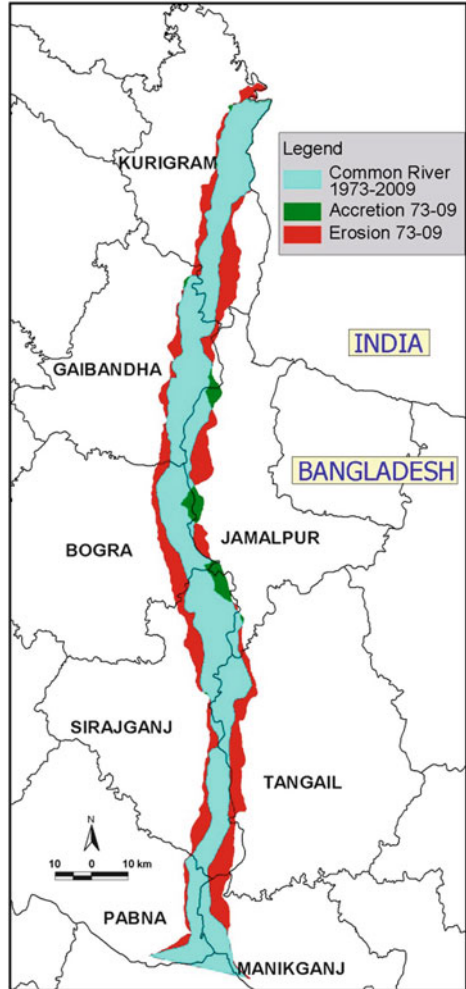 KURIGRAM
Legend
Common River
1973-2009
Accretion 73-09
Erosion 73-09
INDIA
GAIBANDHA
BANGLADESH
BOGRA
JAMALPUR
SIRAJGANJ
TANGAIL
N
10 0 10 km
PABNA
MANIKGANJ